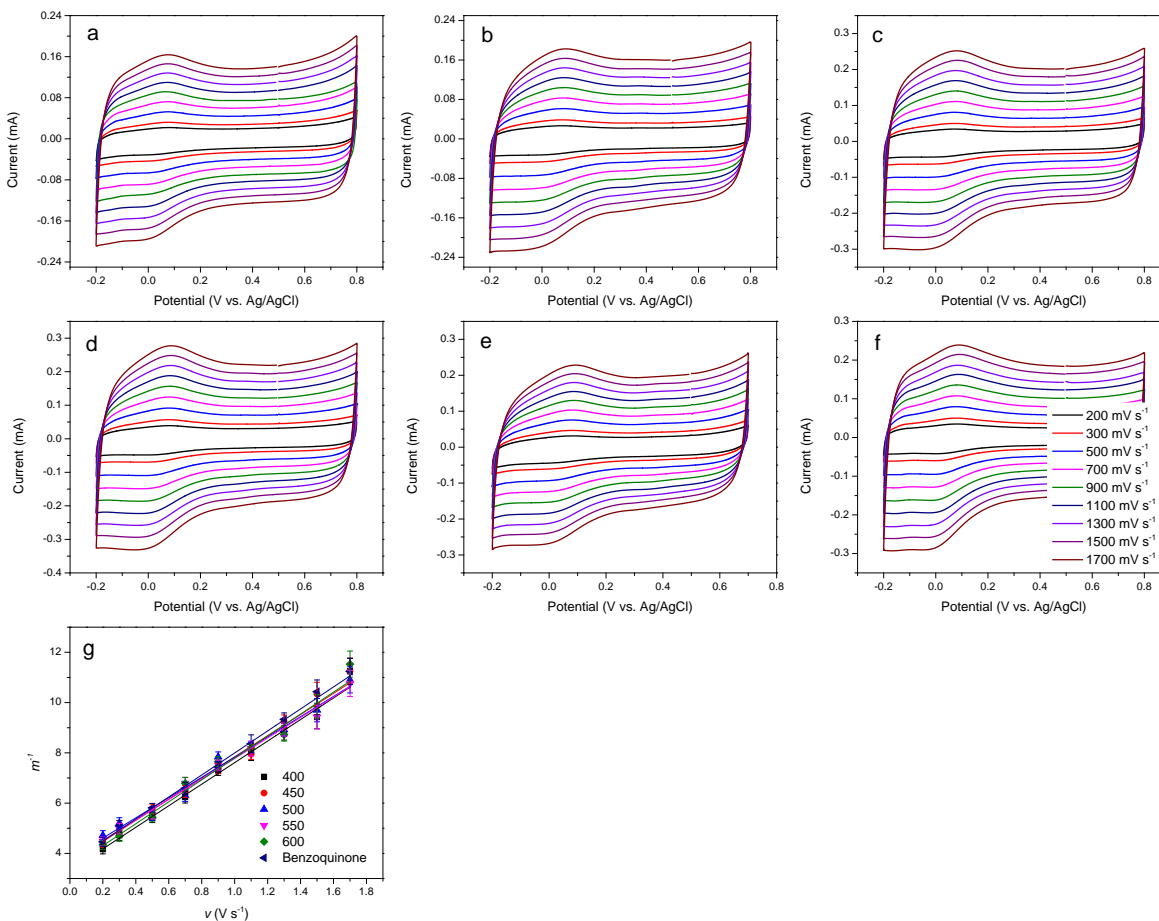 a
0.24
0.16
0.08
0.00
-0.08
-0.16
-0.24
Current (mA)
-0.2 0.0 0.2 0.4 0.6 0.8
Potential (V vs. Ag/AgCl)
b
0.24
0.16
0.08
0.00
-0.08
-0.16
-0.24
Current (mA)
-0.2 0.0 0.2 0.4 0.6 0.8
Potential (V vs. Ag/AgCl)
c
0.3
0.2
0.1
0.0
-0.1
-0.2
-0.3
Current (mA)
-0.2 0.0 0.2 0.4 0.6 0.8
Potential (V vs. Ag/AgCl)
d
0.3
0.2
0.1
0.0
-0.1
-0.2
-0.3
-0.4
Current (mA)
-0.2 0.0 0.2 0.4 0.6 0.8
Potential (V vs. Ag/AgCl)
e
0.3
0.2
0.1
0.0
-0.1
-0.2
-0.3
Current (mA)
-0.2 0.0 0.2 0.4 0.6 0.8
Potential (V vs. Ag/AgCl)
f
0.3
0.2
0.1
0.0
-0.1
-0.2
-0.3
Current (mA)
200 mV s⁻¹
300 mV s⁻¹
500 mV s⁻¹
700 mV s⁻¹
900 mV s⁻¹
1100 mV s⁻¹
1300 mV s⁻¹
1500 mV s⁻¹
1700 mV s⁻¹
-0.2 0.0 0.2 0.4 0.6 0.8
Potential (V vs. Ag/AgCl)
g
12
10
8
6
4
m⁻¹
400
450
500
550
600
Benzoquinone
0.0 0.2 0.4 0.6 0.8 1.0 1.2 1.4 1.6 1.8
v (V s⁻¹)